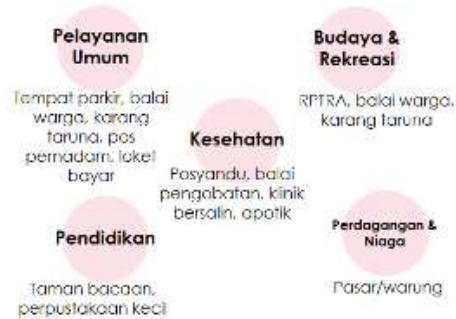 Pelayanan
Umum
Tempat parkir, balai
warga, karang
taruna, pos
pemadam, loket
bayar
Budaya &
Rekreasi
RPTRA, balai warga,
karang taruna
Kesehatan
Posyandu, balai
pengobatan, klinik
bersalin, apotik
Pendidikan
Taman bacaan,
perpustakaan kecil
Perdagangan &
Niaga
Pasar/warung